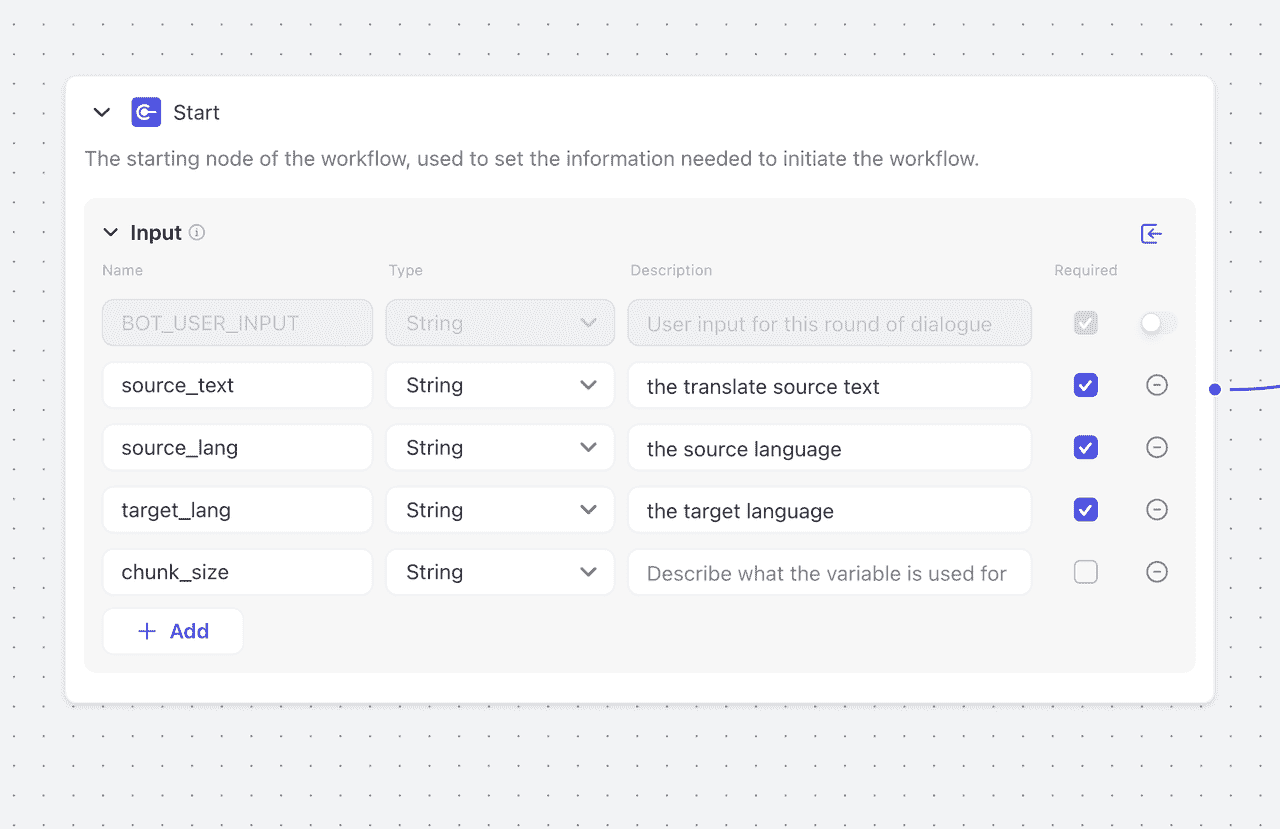 Start
The starting node of the workflow, used to set the information needed to initiate the workflow.
Input
Name Type Description Required
BOT_USER_INPUT String User input for this round of dialogue
source_text String the translate source text
source_lang String the source language
target_lang String the target language
chunk_size String Describe what the variable is used for
+ Add